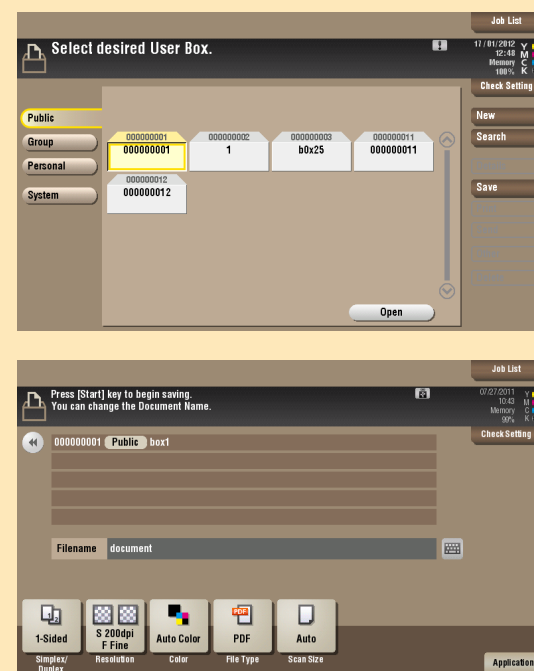 Job List
Select desired User Box.
17/01/2012
12:48
Memory
100%
Y
M
C
K
Check Setting
Public
New
Group
Search
Personal
System
Save
000000001
000000001
000000002
1
000000003
b0x25
000000011
000000011
000000012
000000012
Open
Job List
Press [Start] key to begin saving.
You can change the Document Name.
07/27/2011
10:43
Memory
99%
Y
M
C
K
Check Setting
000000001 Public box1
Filename document
1-Sided
Simplex/
Duplex
S 200dpi
F Fine
Resolution
Auto Color
Color
PDF
PDF
File Type
Auto
Scan Size
Application